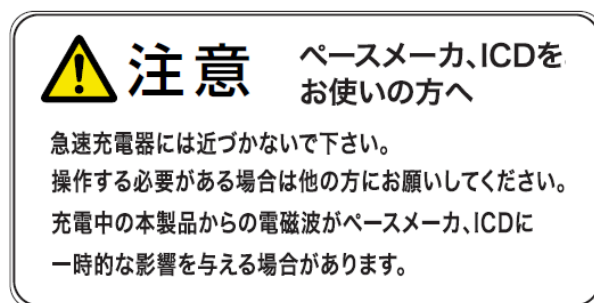 注意
ペースメーカ、ICDを
お使いの方へ
急速充電器には近づかないで下さい。
操作する必要がある場合は他の方にお願いしてください。
充電中の本製品からの電磁波がペースメーカ、ICDに
一時的な影響を与える場合があります。